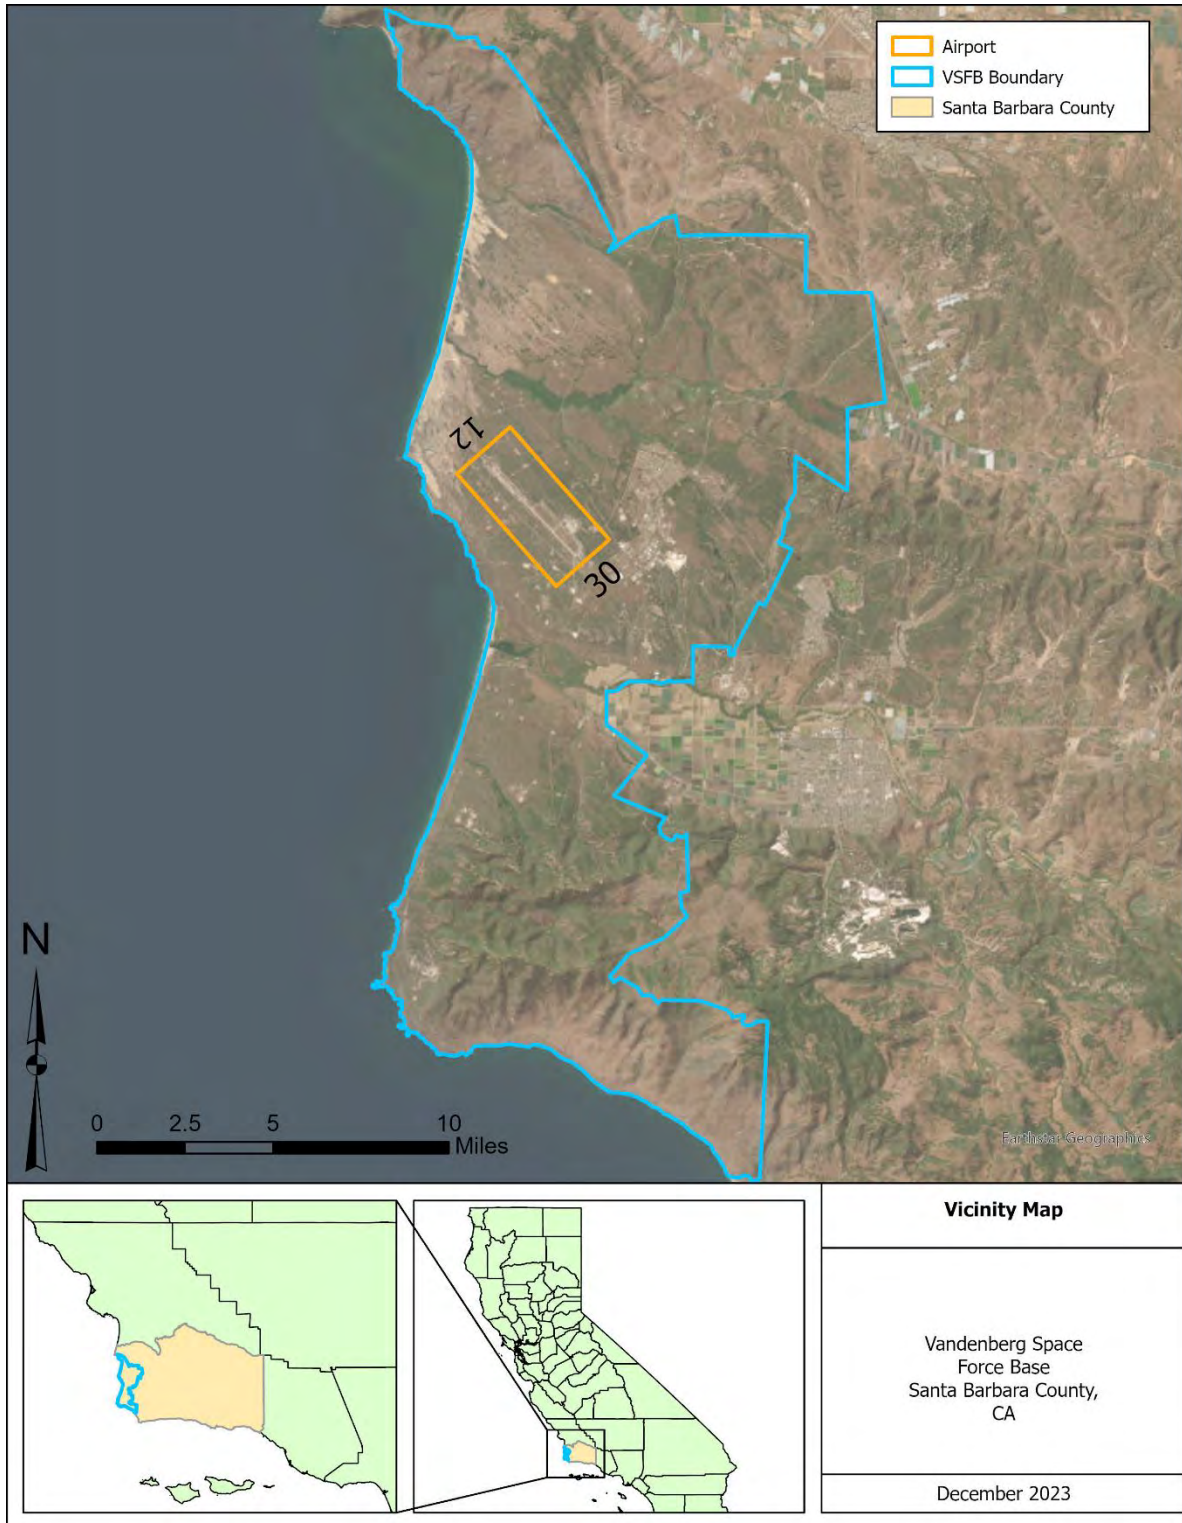 Airport
VSFB Boundary
Santa Barbara County
12
30
N
0 2.5 5 10
Miles
Earthstar Geographics
Vicinity Map
Vandenberg Space
Force Base
Santa Barbara County,
CA
December 2023